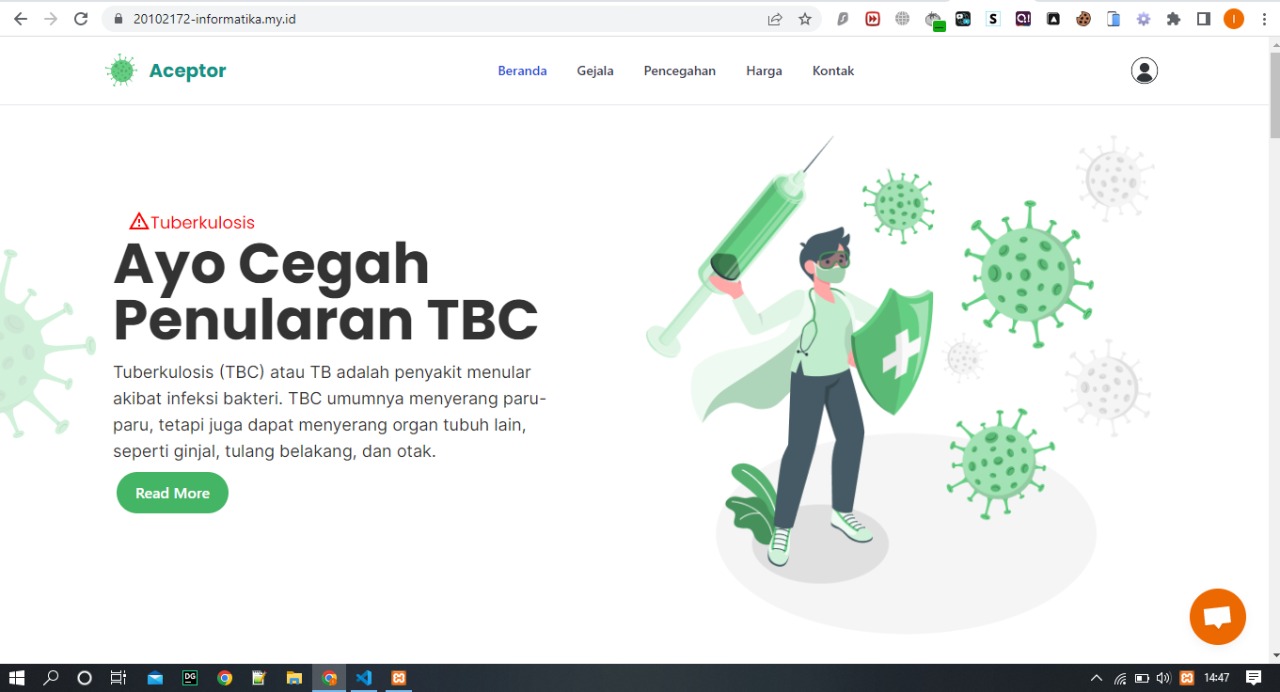 20102172-informatika.my.id
Aceptor
Beranda Gejala Pencegahan Harga Kontak
Tuberkulosis
Ayo Cegah
Penularan TBC
Tuberkulosis (TBC) atau TB adalah penyakit menular
akibat infeksi bakteri. TBC umumnya menyerang paru-
paru, tetapi juga dapat menyerang organ tubuh lain,
seperti ginjal, tulang belakang, dan otak.
Read More
14:47